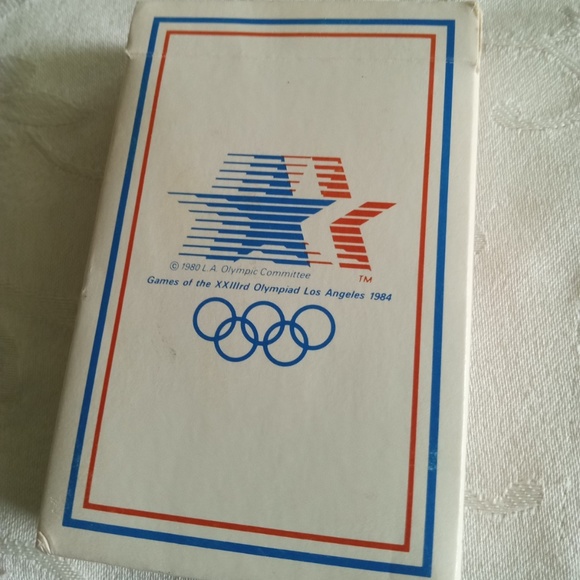 © 1980 L.A. Olympic Committee
TM
Games of the XXIIIrd Olympiad Los Angeles 1984